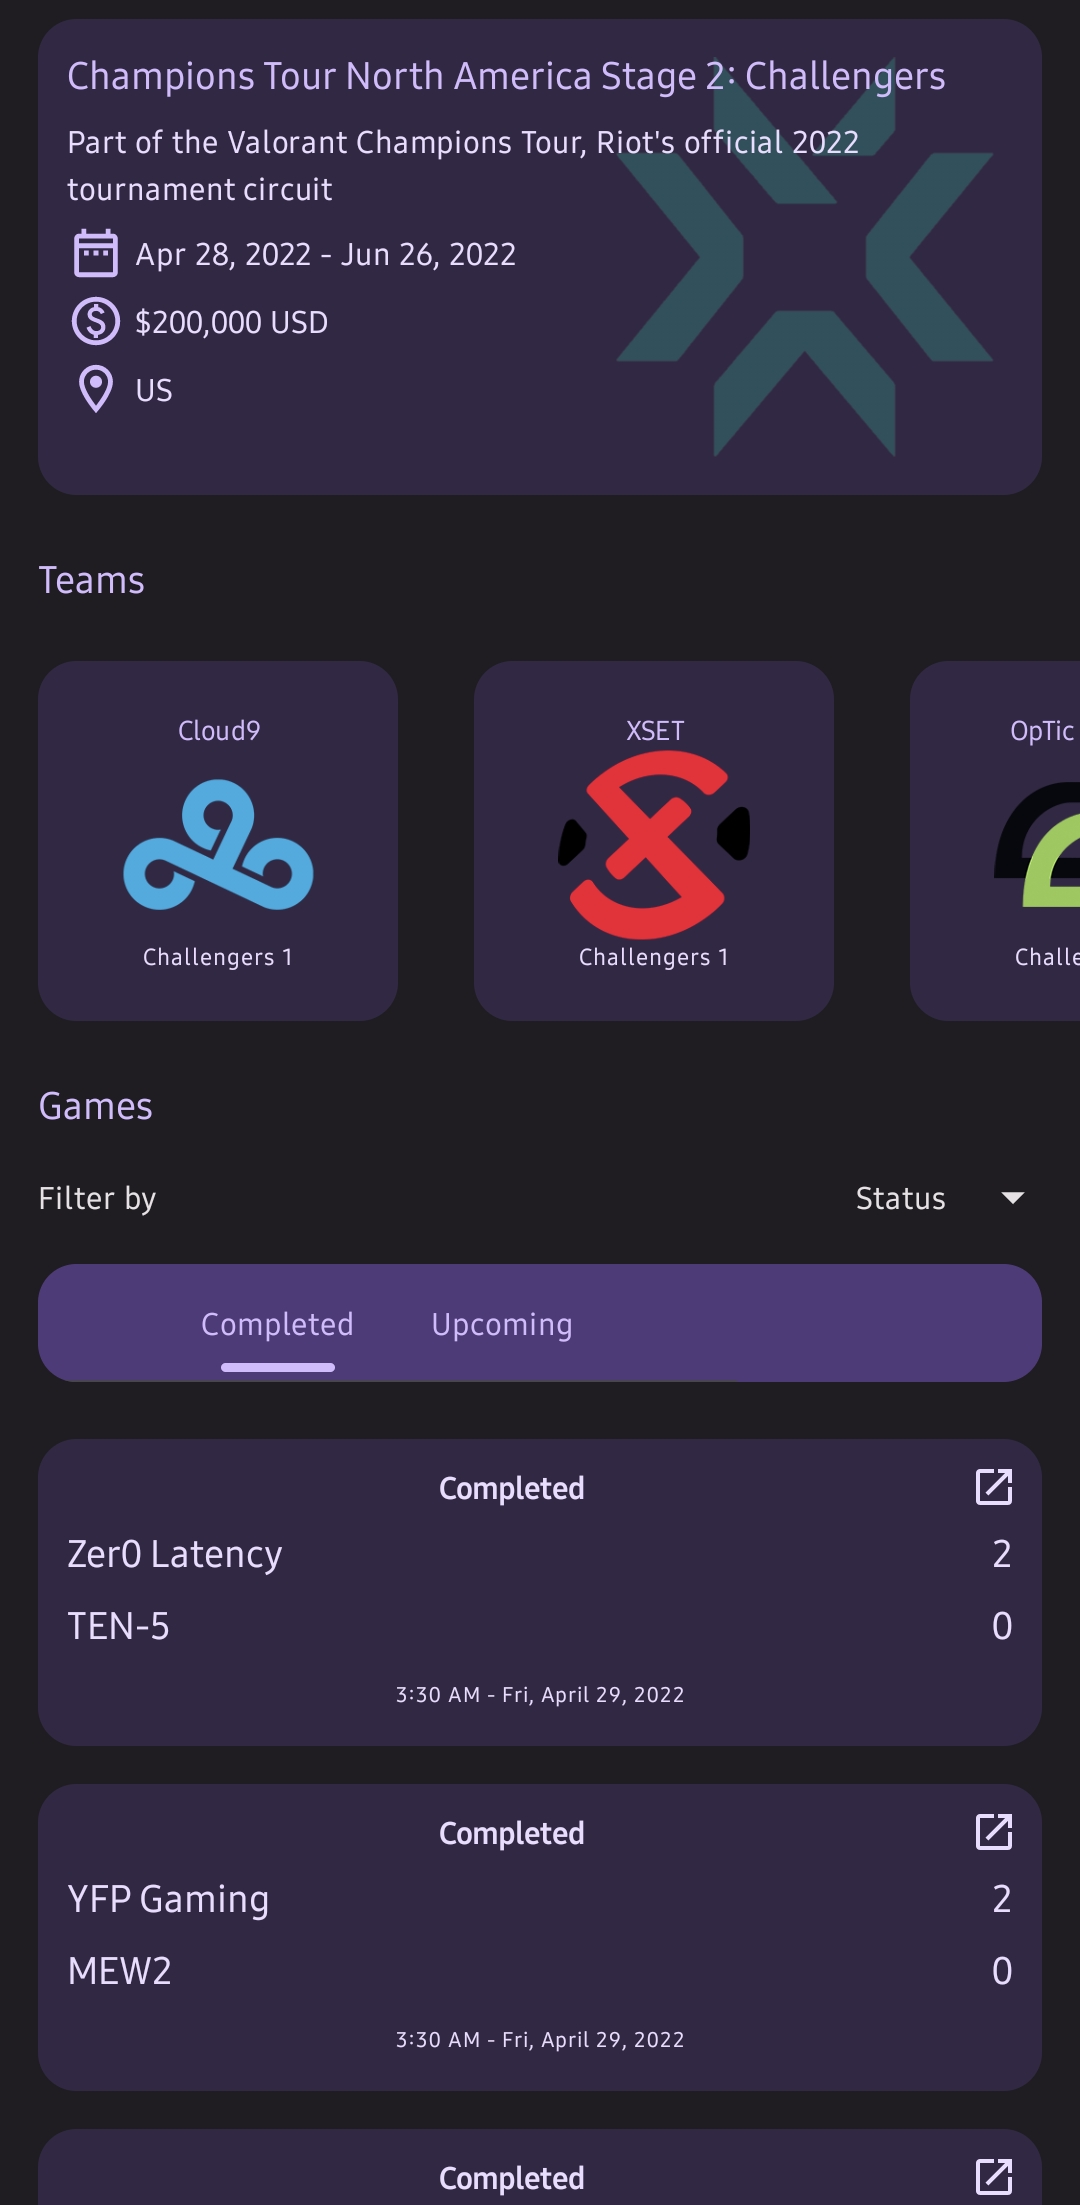 Champions Tour North America Stage 2: Challengers
Part of the Valorant Champions Tour, Riot's official 2022
tournament circuit
Apr 28, 2022 - Jun 26, 2022
$200,000 USD
US
Teams
Cloud9
Challengers 1
XSET
Challengers 1
OpTic
Challe
Games
Filter by
Status
Completed
Upcoming
Completed
Zer0 Latency
2
TEN-5
0
3:30 AM - Fri, April 29, 2022
Completed
YFP Gaming
2
MEW2
0
3:30 AM - Fri, April 29, 2022
Completed